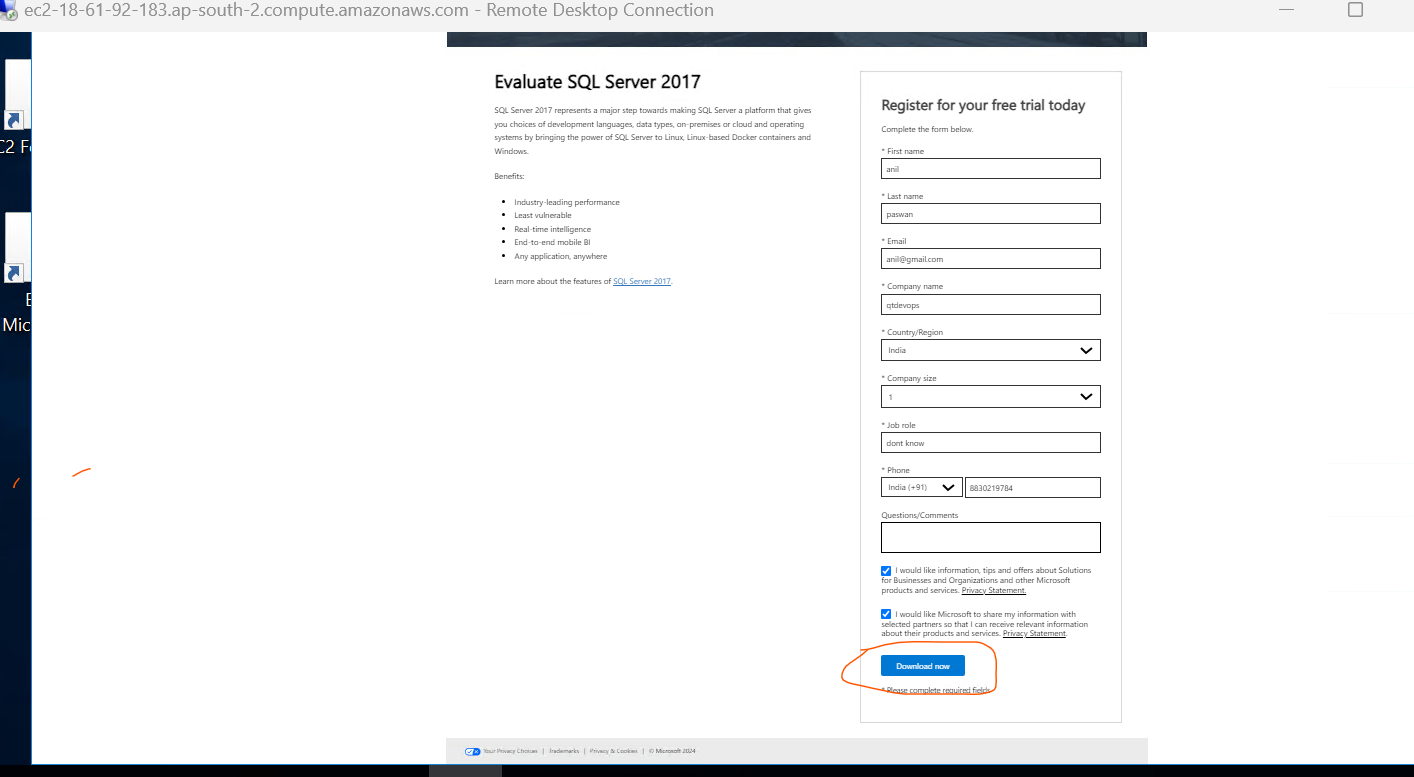 ec2-18-61-92-183.ap-south-2.compute.amazonaws.com - Remote Desktop Connection
Mic
Evaluate SQL Server 2017
SQL Server 2017 represents a major step towards making SQL Server a platform that gives
you choices of development languages, data types, on-premises or cloud and operating
systems by bringing the power of SQL Server to Linux, Linux-based Docker containers and
Windows.
Benefits:
Industry-leading performance
Least vulnerable
Real-time intelligence
End-to-end mobile BI
Any application, anywhere
Learn more about the features of SQL Server 2017.
Register for your free trial today
Complete the form below.
* First name
anil
* Last name
paswan
* Email
anil@gmail.com
* Company name
qtdevops
* Country/Region
India
* Company size
1
* Job role
dont know
* Phone
India (+91) 8830219784
Questions/Comments
I would like information, tips and offers about Solutions
for Businesses and Organizations and other Microsoft
products and services. Privacy Statement.
I would like Microsoft to share my information with
selected partners so that I can receive relevant information
about their products and services. Privacy Statement.
Download now
* Please complete required fields
Your Privacy Choices | Trademarks | Privacy & Cookies | © Microsoft 2024